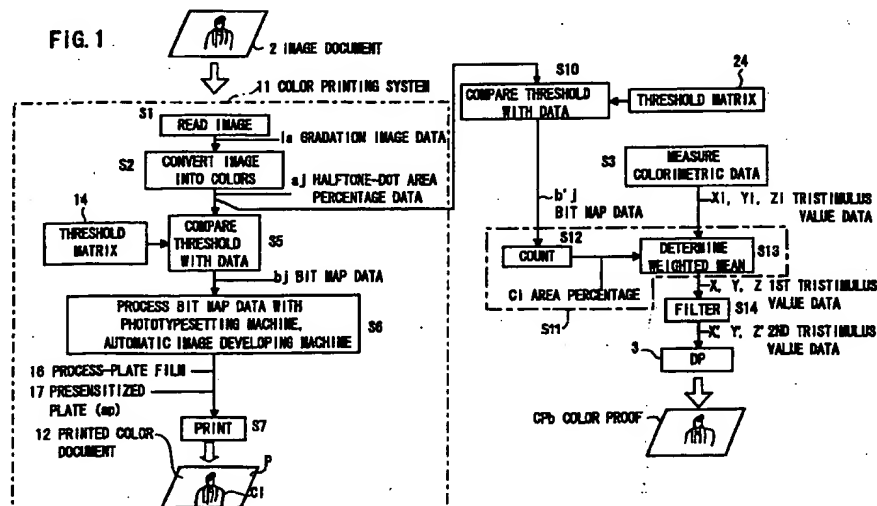 FIG. 1
2 IMAGE DOCUMENT
11 COLOR PRINTING SYSTEM
S1
READ IMAGE
Ia GRADATION IMAGE DATA
S2
CONVERT IMAGE
INTO COLORS
aj HALFTONE-DOT AREA
PERCENTAGE DATA
14
THRESHOLD
MATRIX
COMPARE
THRESHOLD
WITH DATA
S5
bj BIT MAP DATA
PROCESS BIT MAP DATA WITH
PHOTOTYPESETTING MACHINE,
AUTOMATIC IMAGE DEVELOPING MACHINE
S6
16 PROCESS-PLATE FILM
17 PRESENSITIZED
PLATE (mp)
PRINT
S7
12 PRINTED COLOR
DOCUMENT
P
CI
S10
COMPARE THRESHOLD
WITH DATA
24
THRESHOLD MATRIX
S3
MEASURE
COLORIMETRIC DATA
b'j
BIT MAP DATA
XI, YI, ZI TRISTIMULUS
VALUE DATA
S12
COUNT
DETERMINE
WEIGHTED MEAN
S13
CI AREA PERCENTAGE
X, Y, Z 1ST TRISTIMULUS
VALUE DATA
S11
FILTER
S14
X', Y', Z' 2ND TRISTIMULUS
VALUE DATA
3
DP
CPb COLOR PROOF